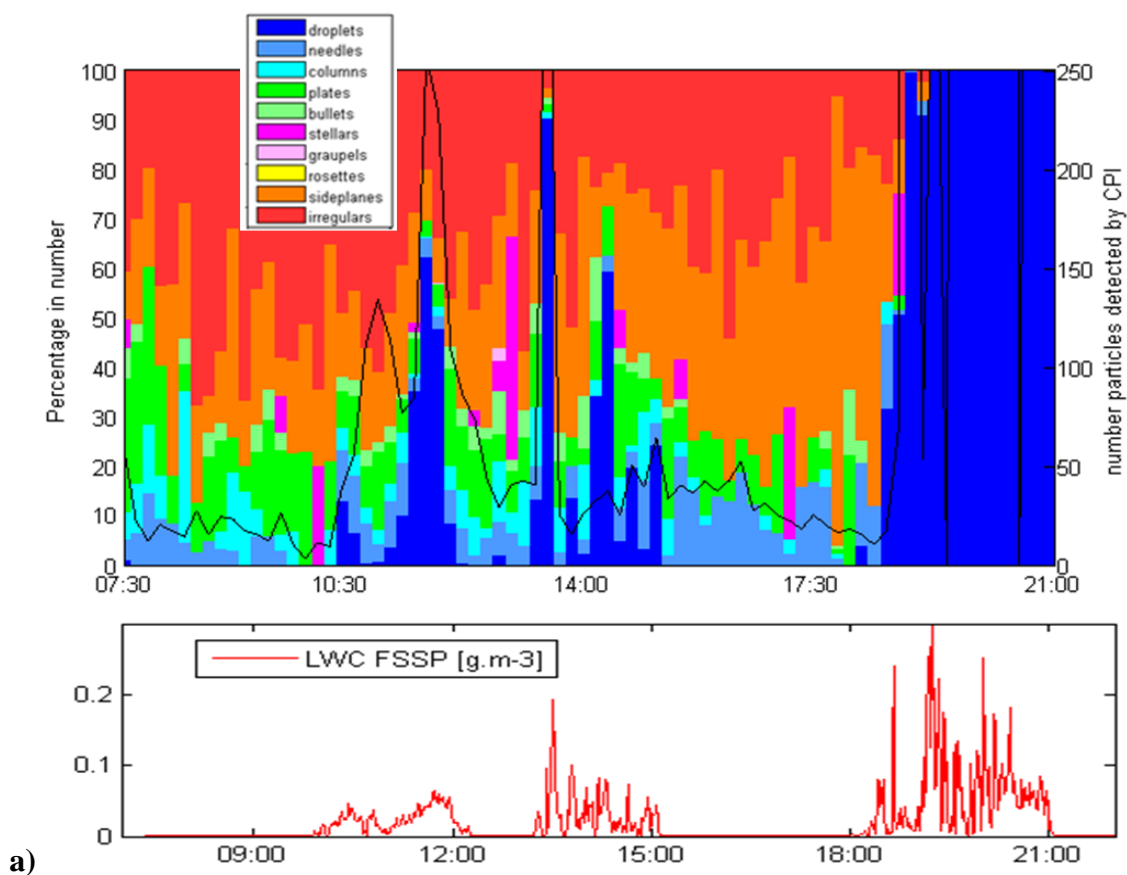 droplets
needles
columns
plates
bullets
stellars
graupels
rosettes
sideplanes
irregulars
100
90
80
70
60
50
40
30
20
10
0
Percentage in number
250
200
150
100
50
0
number particles detected by CPI
07:30 10:30 14:00 17:30 21:00
LWC FSSP [g.m-3]
0.2
0.1
0
09:00 12:00 15:00 18:00 21:00
a)